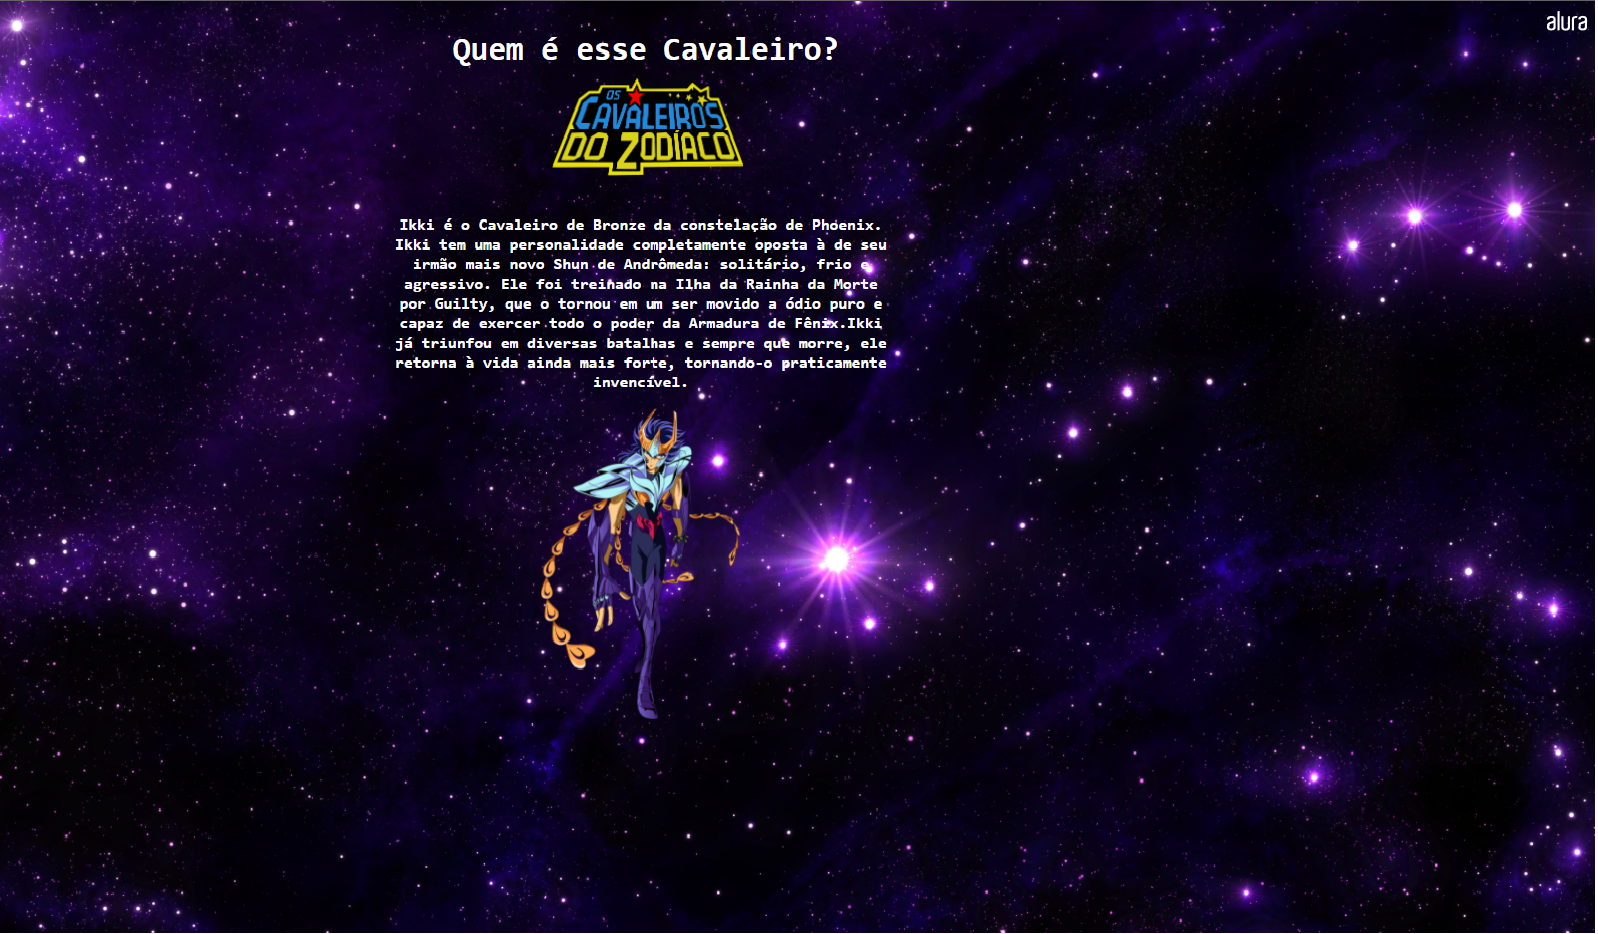 alura
Quem é esse Cavaleiro?
OS
CAVALEIROS
DO ZODÍACO
Ikki é o Cavaleiro de Bronze da constelação de Phoenix.
Ikki tem uma personalidade completamente oposta à de seu
irmão mais novo Shun de Andrômeda: solitário, frio e
agressivo. Ele foi treinado na Ilha da Rainha da Morte
por Guilty, que o tornou em um ser movido a ódio puro e
capaz de exercer todo o poder da Armadura de Fênix.Ikki
já triunfou em diversas batalhas e sempre que morre, ele
retorna à vida ainda mais forte, tornando-o praticamente
invencível.